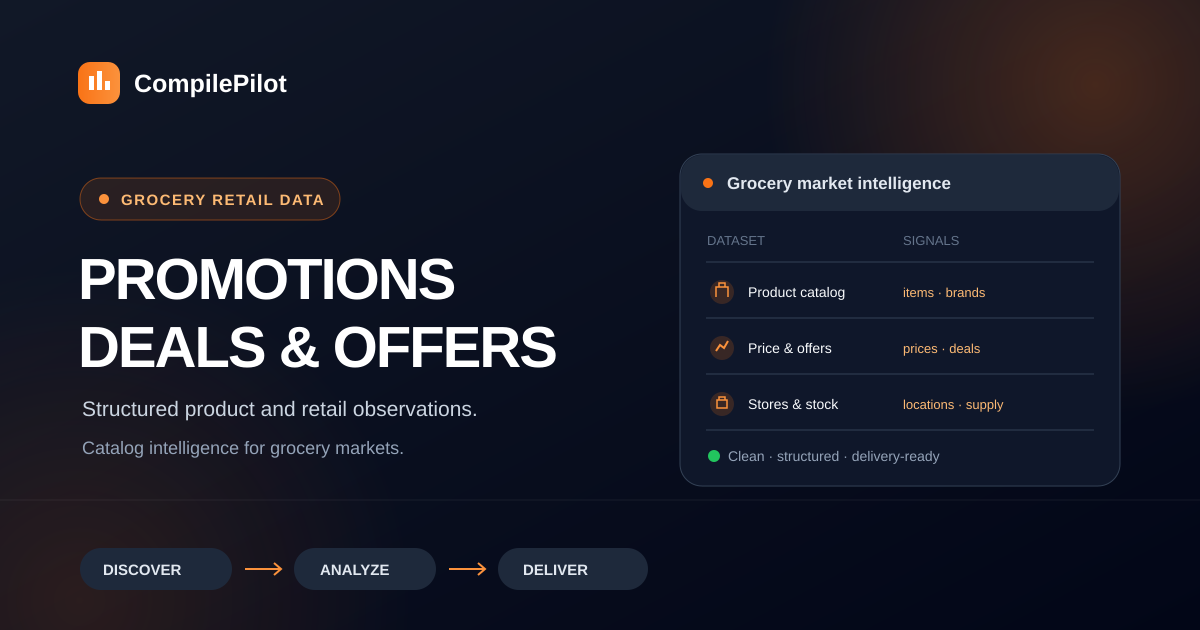 CompilePilot
GROCERY RETAIL DATA
PROMOTIONS
DEALS & OFFERS
Structured product and retail observations.
Catalog intelligence for grocery markets.
Grocery market intelligence
DATASET SIGNALS
Product catalog items · brands
Price & offers prices · deals
Stores & stock locations · supply
Clean · structured · delivery-ready
DISCOVER ANALYZE DELIVER